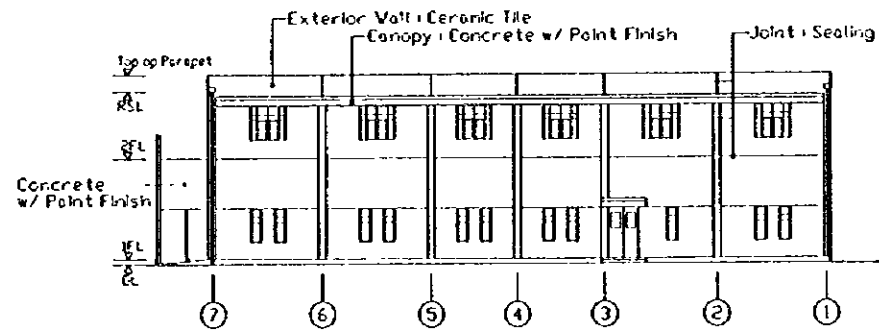 Exterior Wall : Ceramic Tile
Canopy : Concrete w/ Paint Finish
Joint : Sealing
Top op Parapet
RSL
2FL
Concrete
w/ Paint Finish
1FL
GL
7 6 5 4 3 2 1